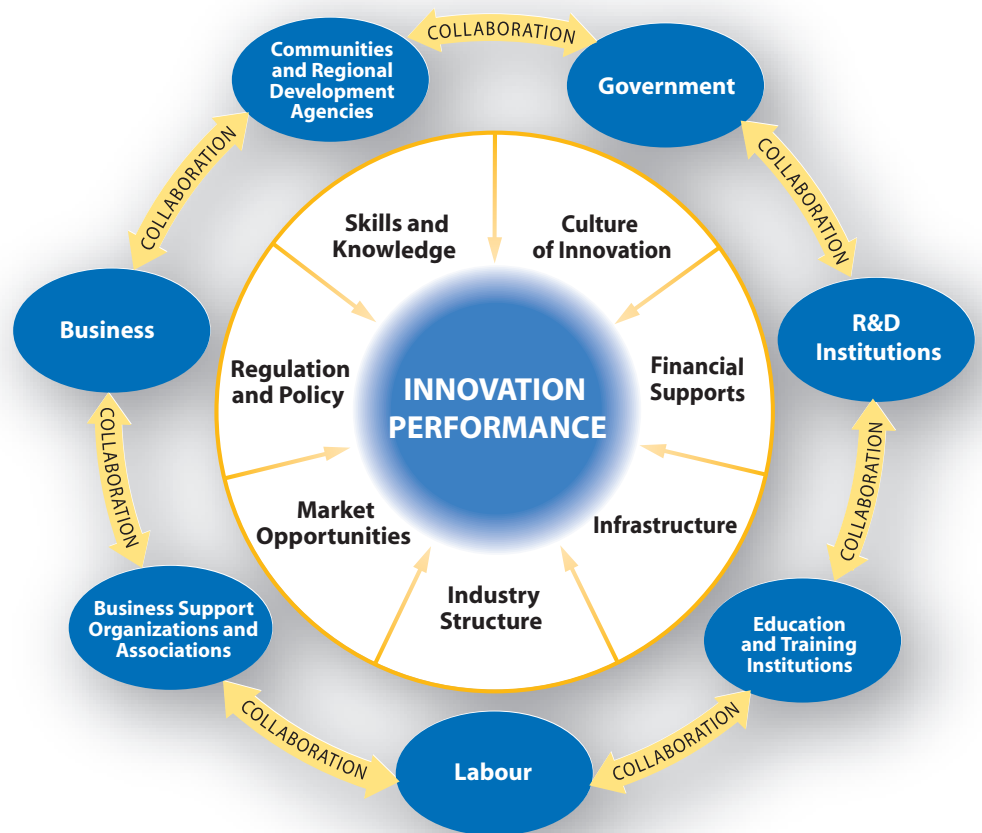 COLLABORATION
Communities
and Regional
Development
Agencies
Government
COLLABORATION
COLLABORATION
Skills and
Knowledge
Culture
of Innovation
Business
R&D
Institutions
Regulation
and Policy
Financial
Supports
INNOVATION
PERFORMANCE
COLLABORATION
COLLABORATION
Market
Opportunities
Infrastructure
Industry
Structure
Business Support
Organizations and
Associations
Education
and Training
Institutions
COLLABORATION
COLLABORATION
Labour